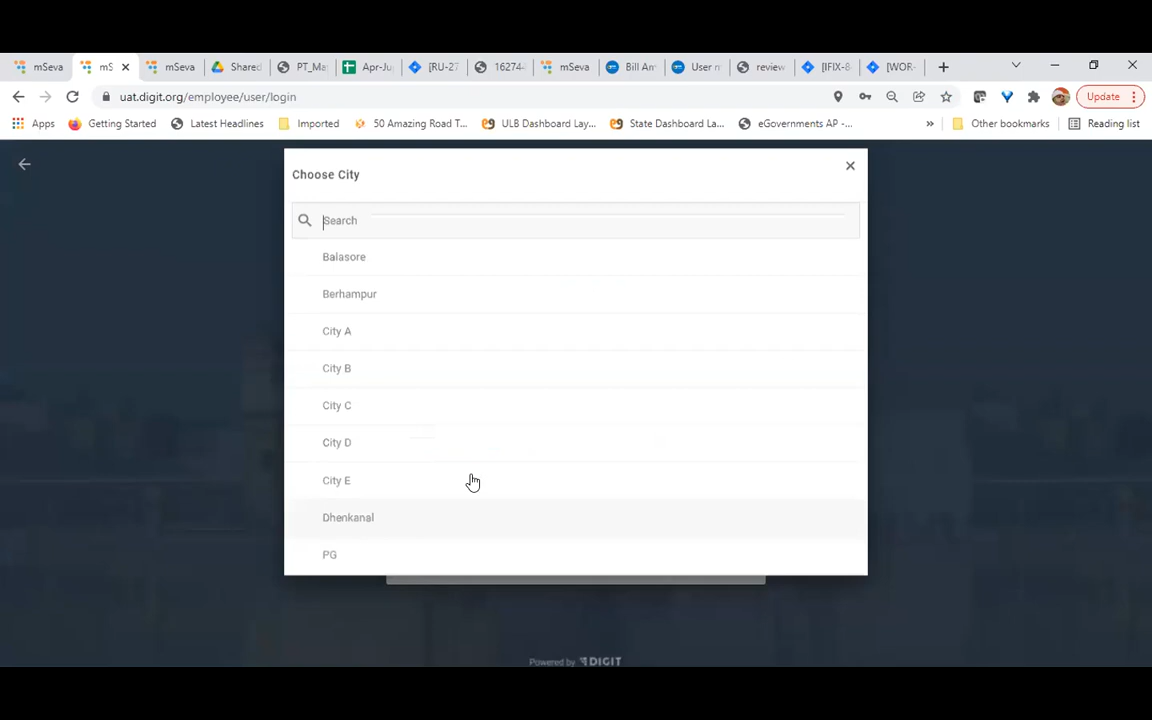 mSeva mS mSeva Shared PT_Ma Apr-Ju [RU-27 16274- mSeva Bill Am User n review [IFIX-8 [WOR-
uat.digit.org/employee/user/login Update
Apps Getting Started Latest Headlines Imported 50 Amazing Road T... ULB Dashboard Lay... State Dashboard La... eGovernments AP -... » Other bookmarks Reading list
Choose City
Search
Balasore
Berhampur
City A
City B
City C
City D
City E
Dhenkanal
PG
Powered by DIGIT